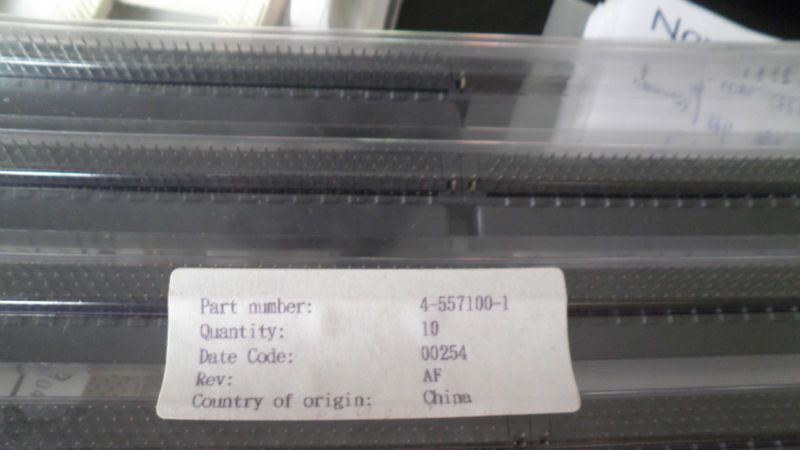 Part number: 4-557100-1
Quantity: 10
Date Code: 00254
Rev: AF
Country of origin: China